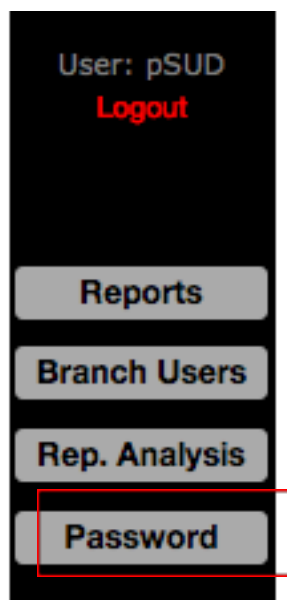 User: pSUD
Logout
Reports
Branch Users
Rep. Analysis
Password